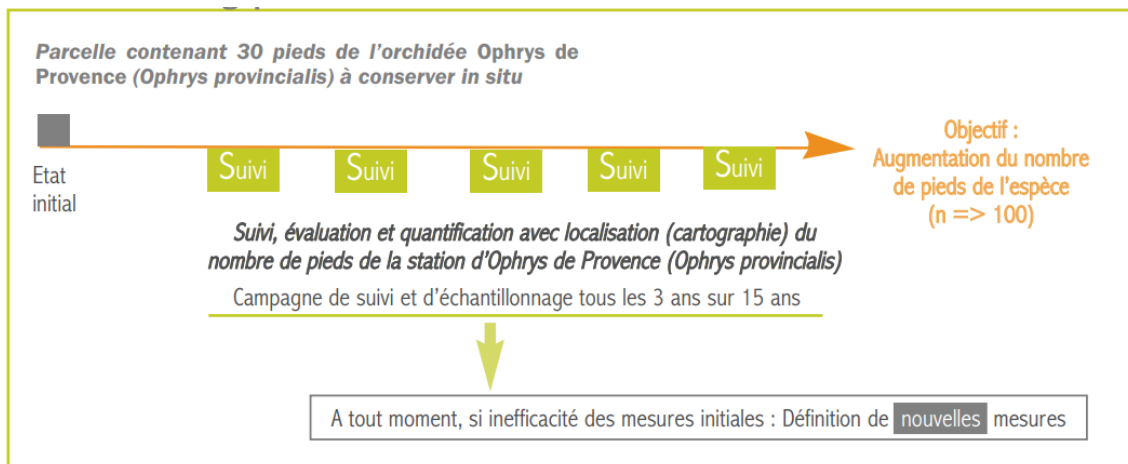 Parcelle contenant 30 pieds de l'orchidée Ophrys de
Provence (Ophrys provincialis) à conserver in situ
Etat
initial
Suivi
Suivi
Suivi
Suivi
Suivi
Objectif :
Augmentation du nombre
de pieds de l'espèce
(n => 100)
Suivi, évaluation et quantification avec localisation (cartographie) du
nombre de pieds de la station d'Ophrys de Provence (Ophrys provincialis)
Campagne de suivi et d'échantillonnage tous les 3 ans sur 15 ans
A tout moment, si inefficacité des mesures initiales : Définition de nouvelles mesures